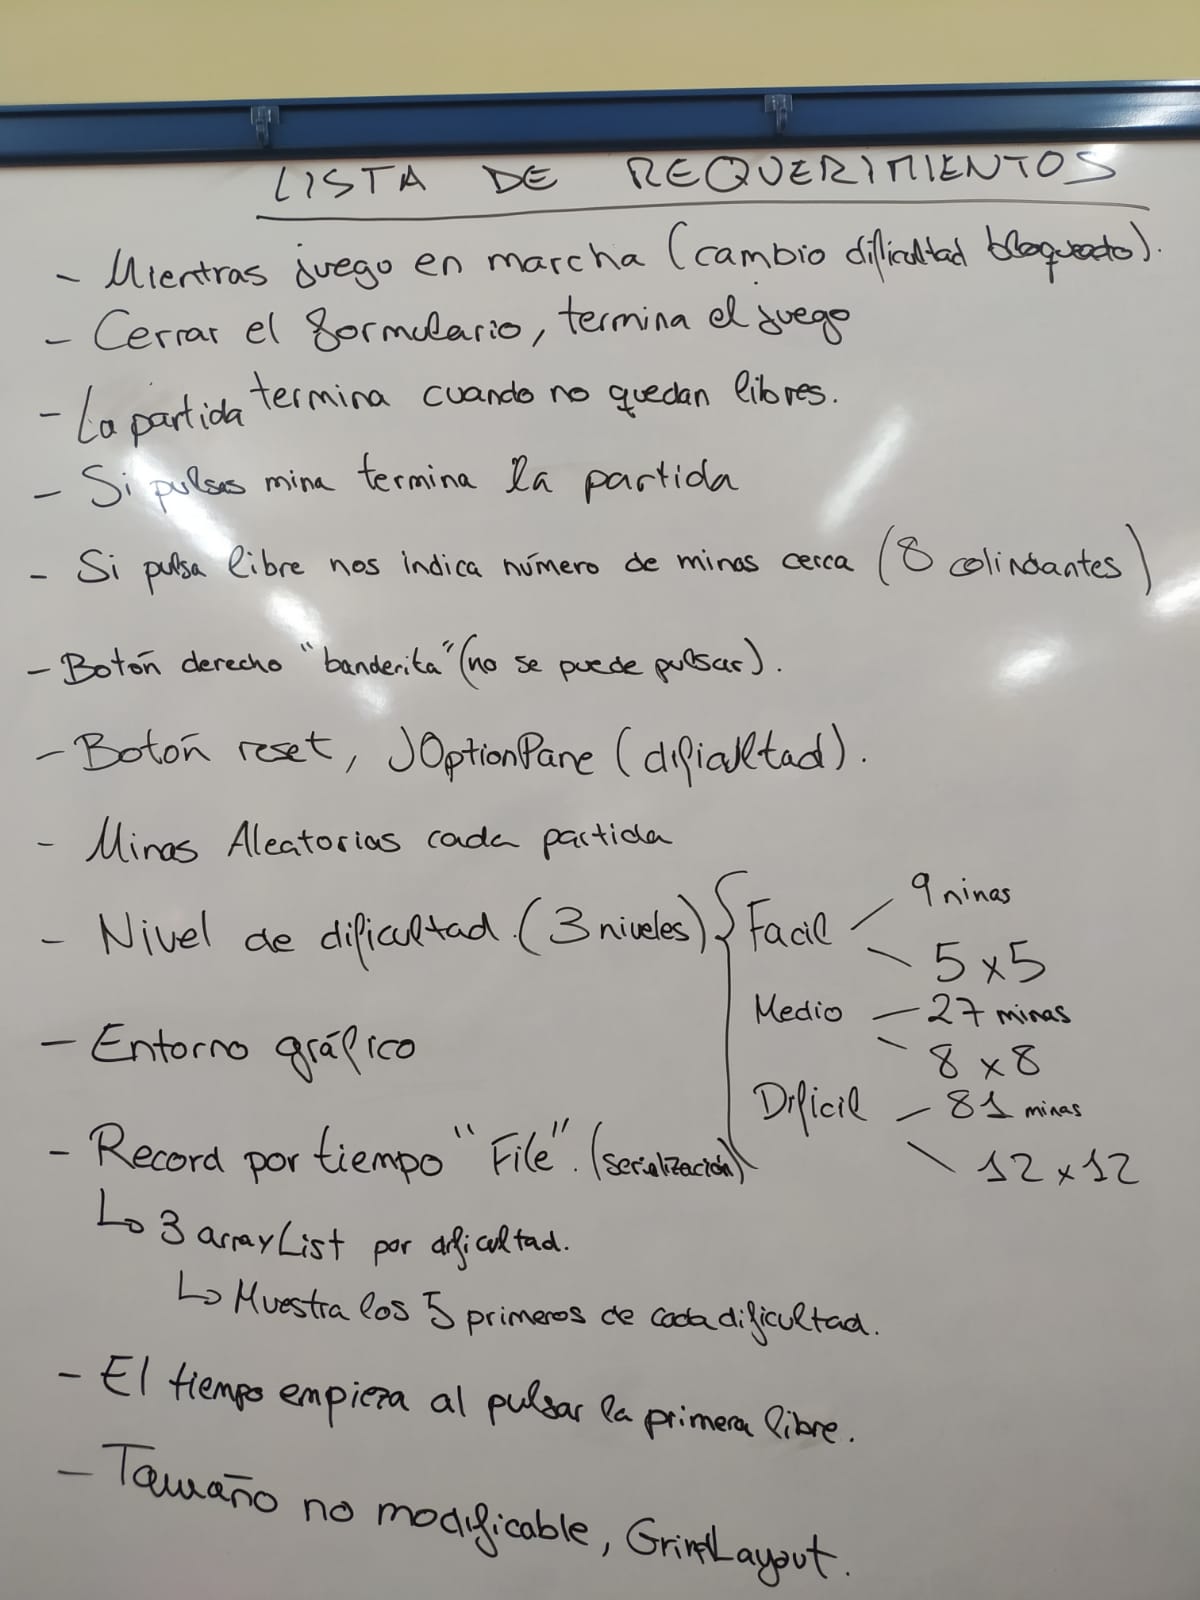 LISTA DE REQUERIMIENTOS
- Mientras juego en marcha (cambio dificultad bloqueado).
- Cerrar el formulario, termina el juego
- La partida termina cuando no quedan libres.
- Si pulsas mina termina la partida
- Si pulsa libre nos indica número de minas cerca (8 colindantes)
- Botón derecho "banderita" (no se puede pulsar).
- Botón reset, JOptionPane (dificultad).
- Minas Aleatorias cada partida
- Nivel de dificultad. (3 niveles) { Facil - 9 minas
- 5x5
Medio - 27 minas
- 8x8
Dificil - 81 minas
- 12x12
- Entorno gráfico
- Record por tiempo "File". (serialización)
↳ 3 arrayList por dificultad.
↳ Muestra los 5 primeros de cada dificultad.
- El tiempo empieza al pulsar la primera libre.
- Tamaño no modificable,